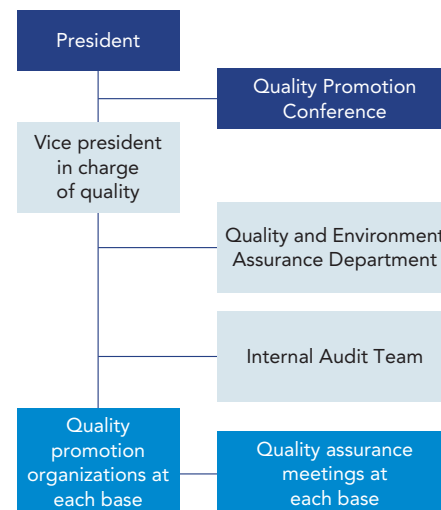 President
Quality Promotion
Conference
Vice president
in charge
of quality
Quality and Environment
Assurance Department
Internal Audit Team
Quality
promotion
organizations at
each base
Quality assurance
meetings at
each base